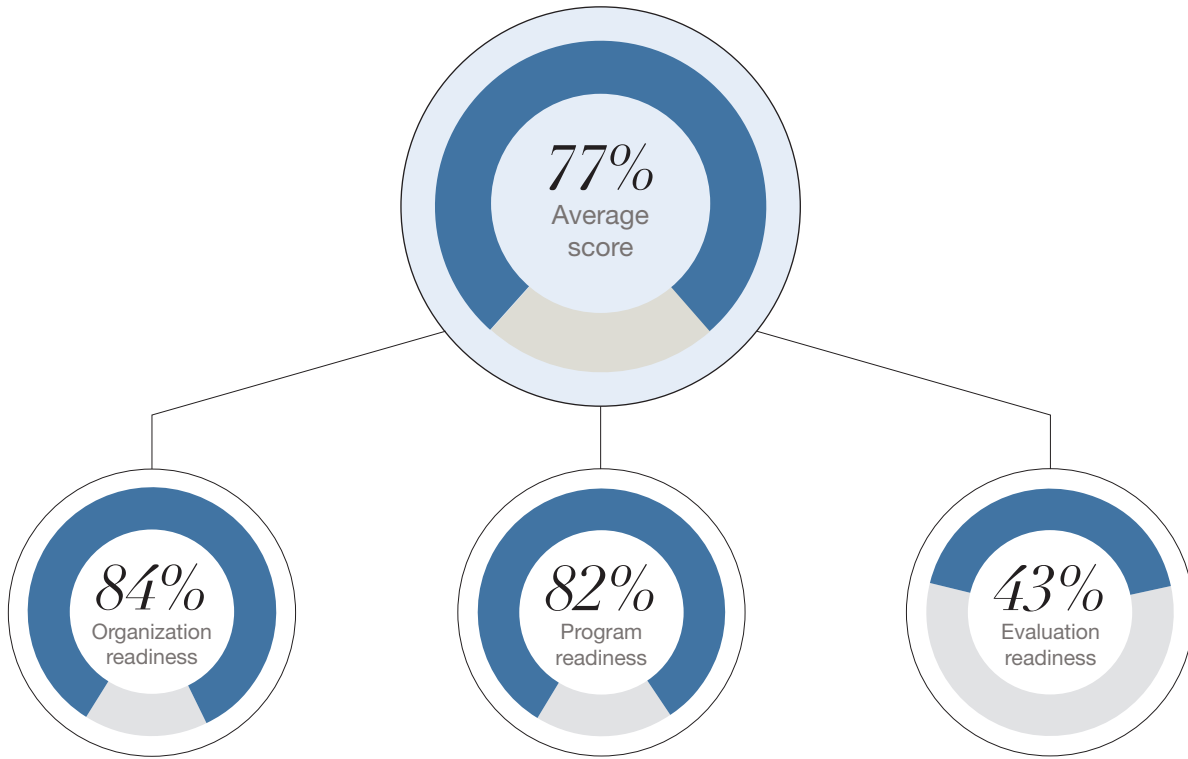 77%
Average
score
84%
Organization
readiness
82%
Program
readiness
43%
Evaluation
readiness